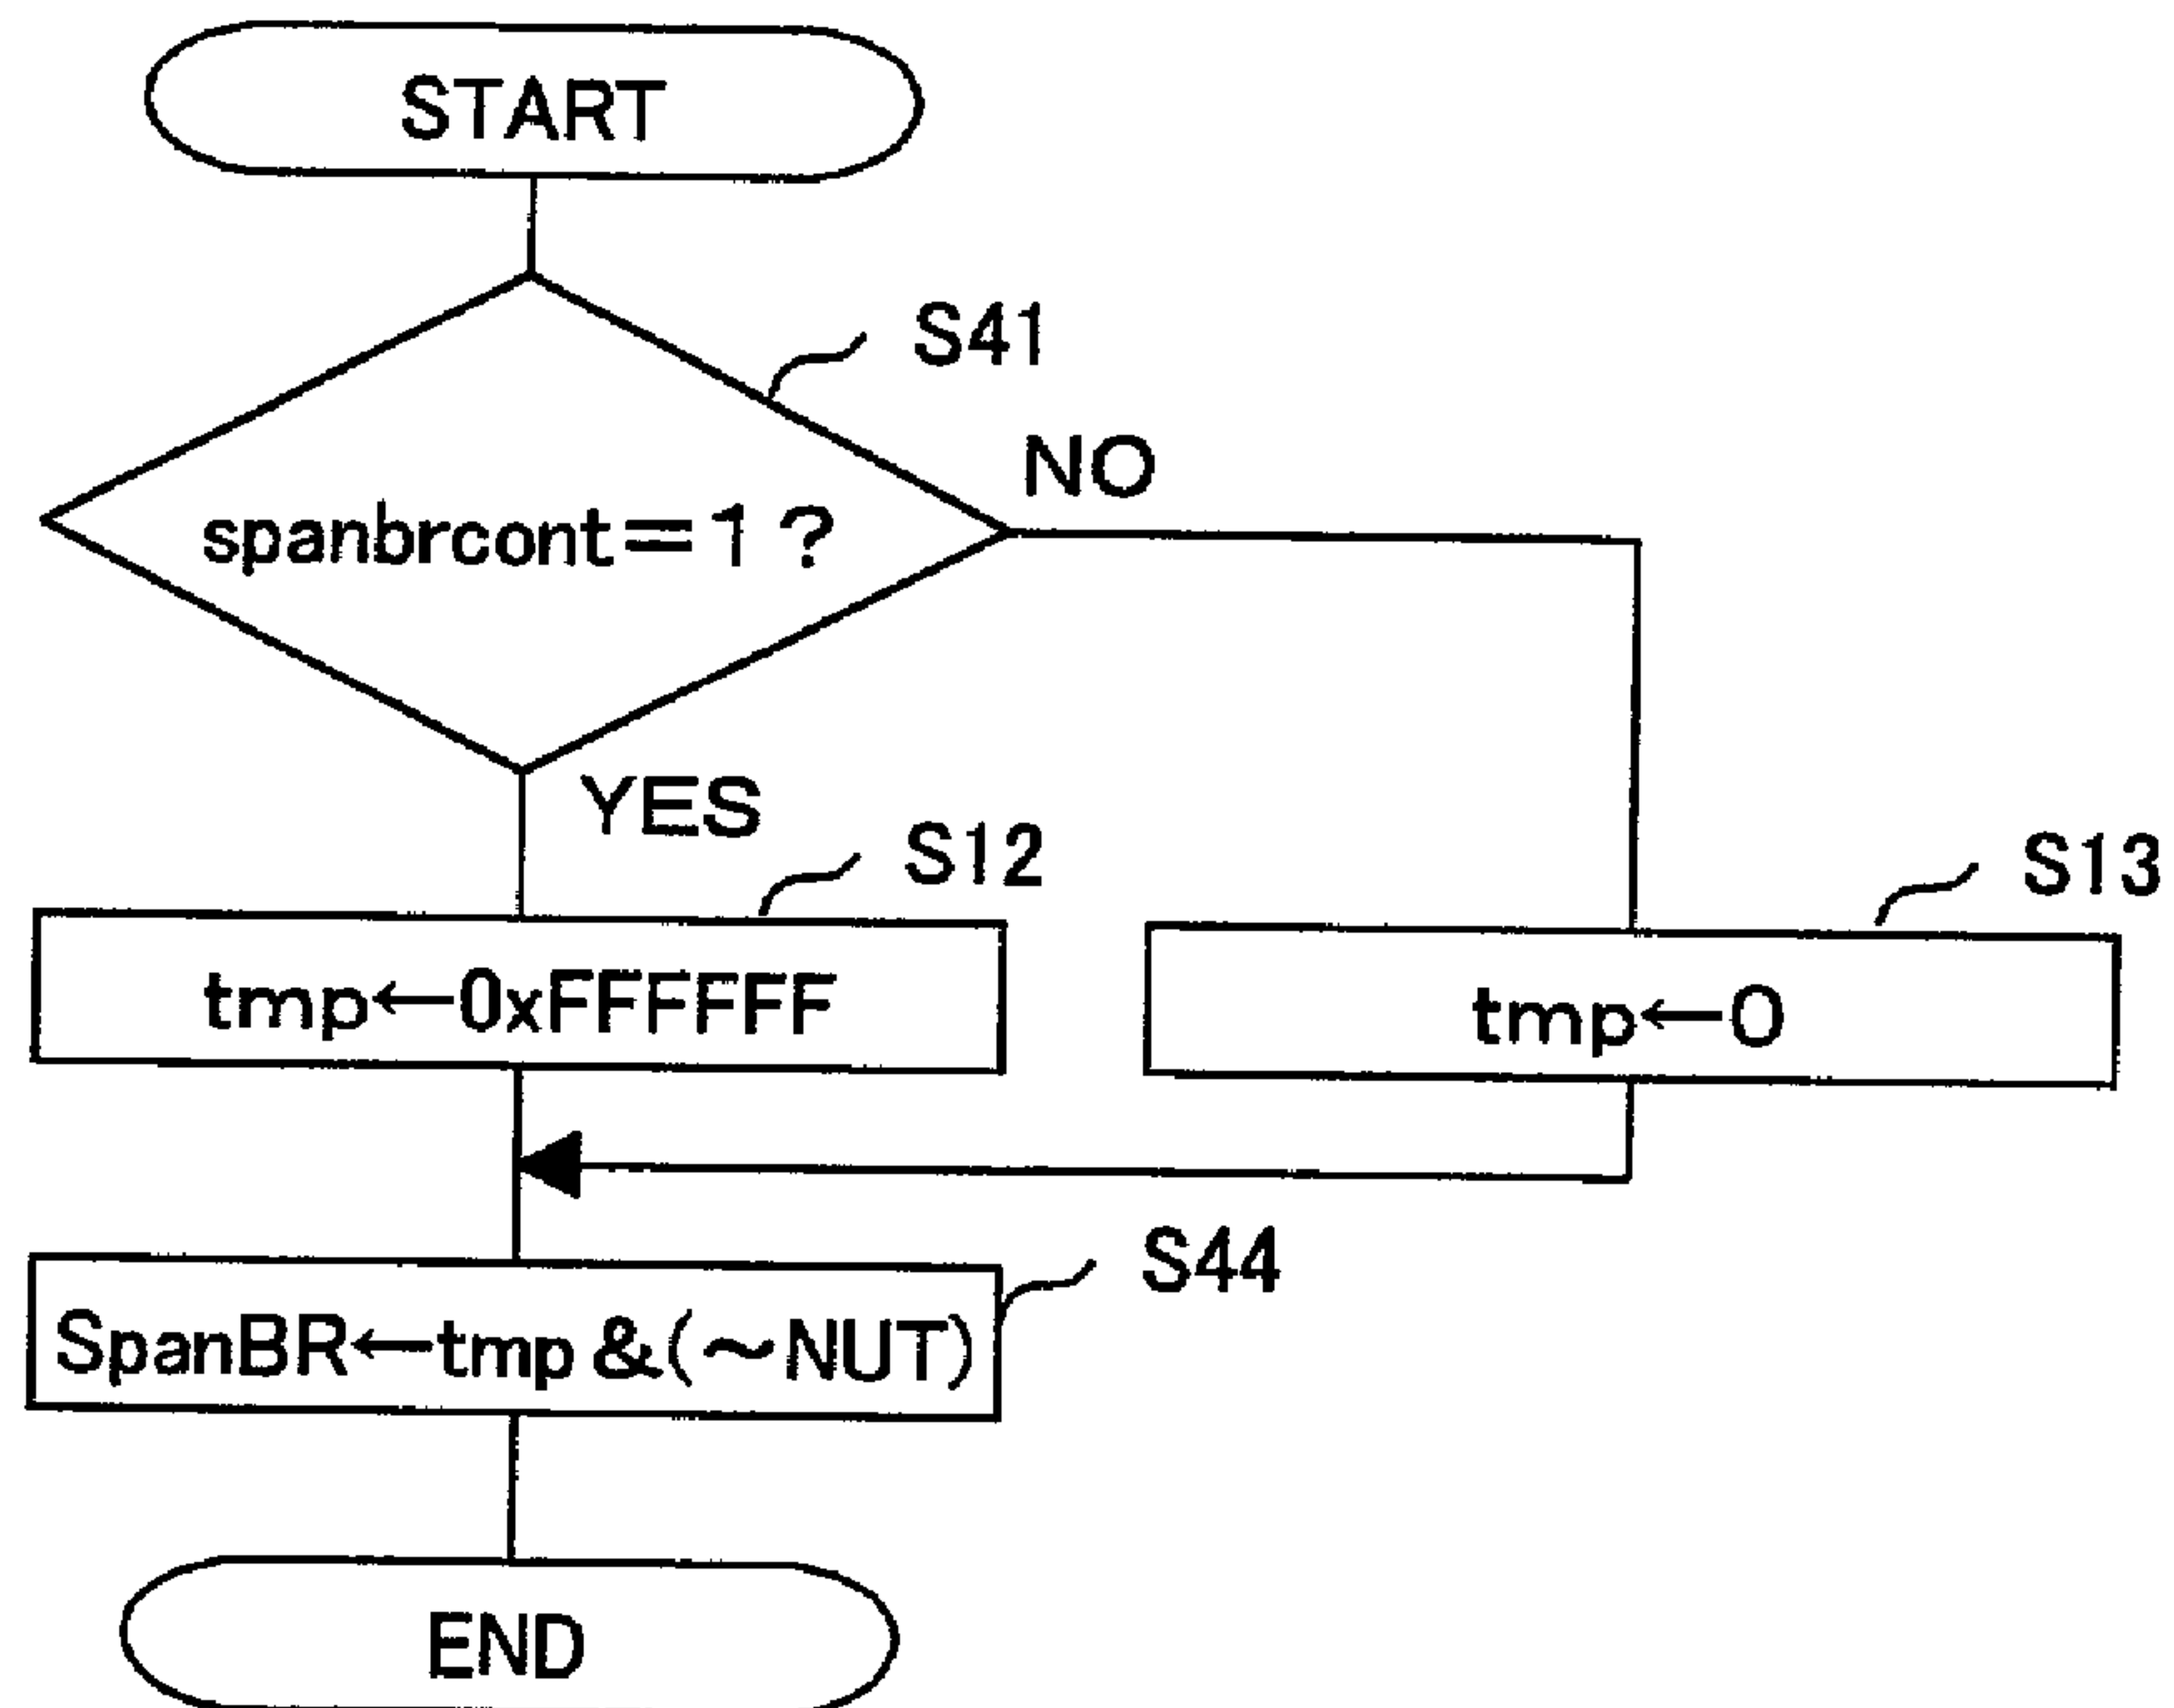 START
S41
NO
spanbrcont=1?
YES
S12
S13
tmp←0xFFFFFF
tmp←0
S44
SpanBR←tmp&(~NUT)
END